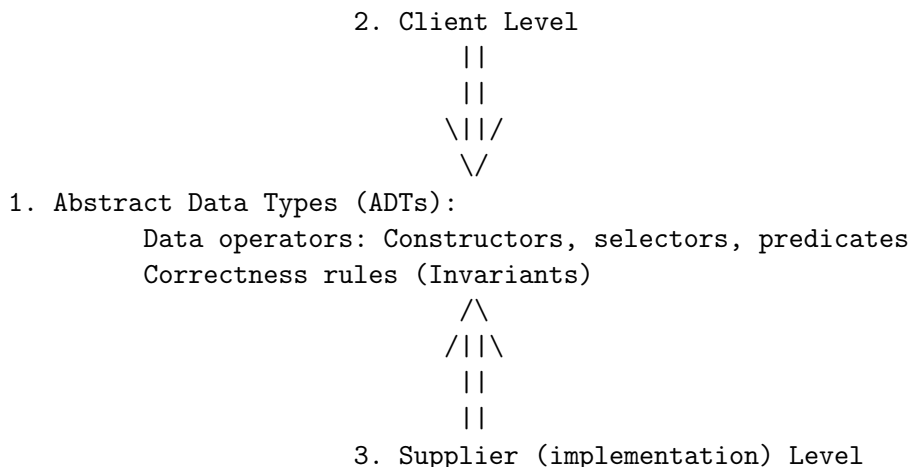 2. Client Level
||
||
\||/
\/
1. Abstract Data Types (ADTs):
Data operators: Constructors, selectors, predicates
Correctness rules (Invariants)
/\
/||\
||
||
3. Supplier (implementation) Level